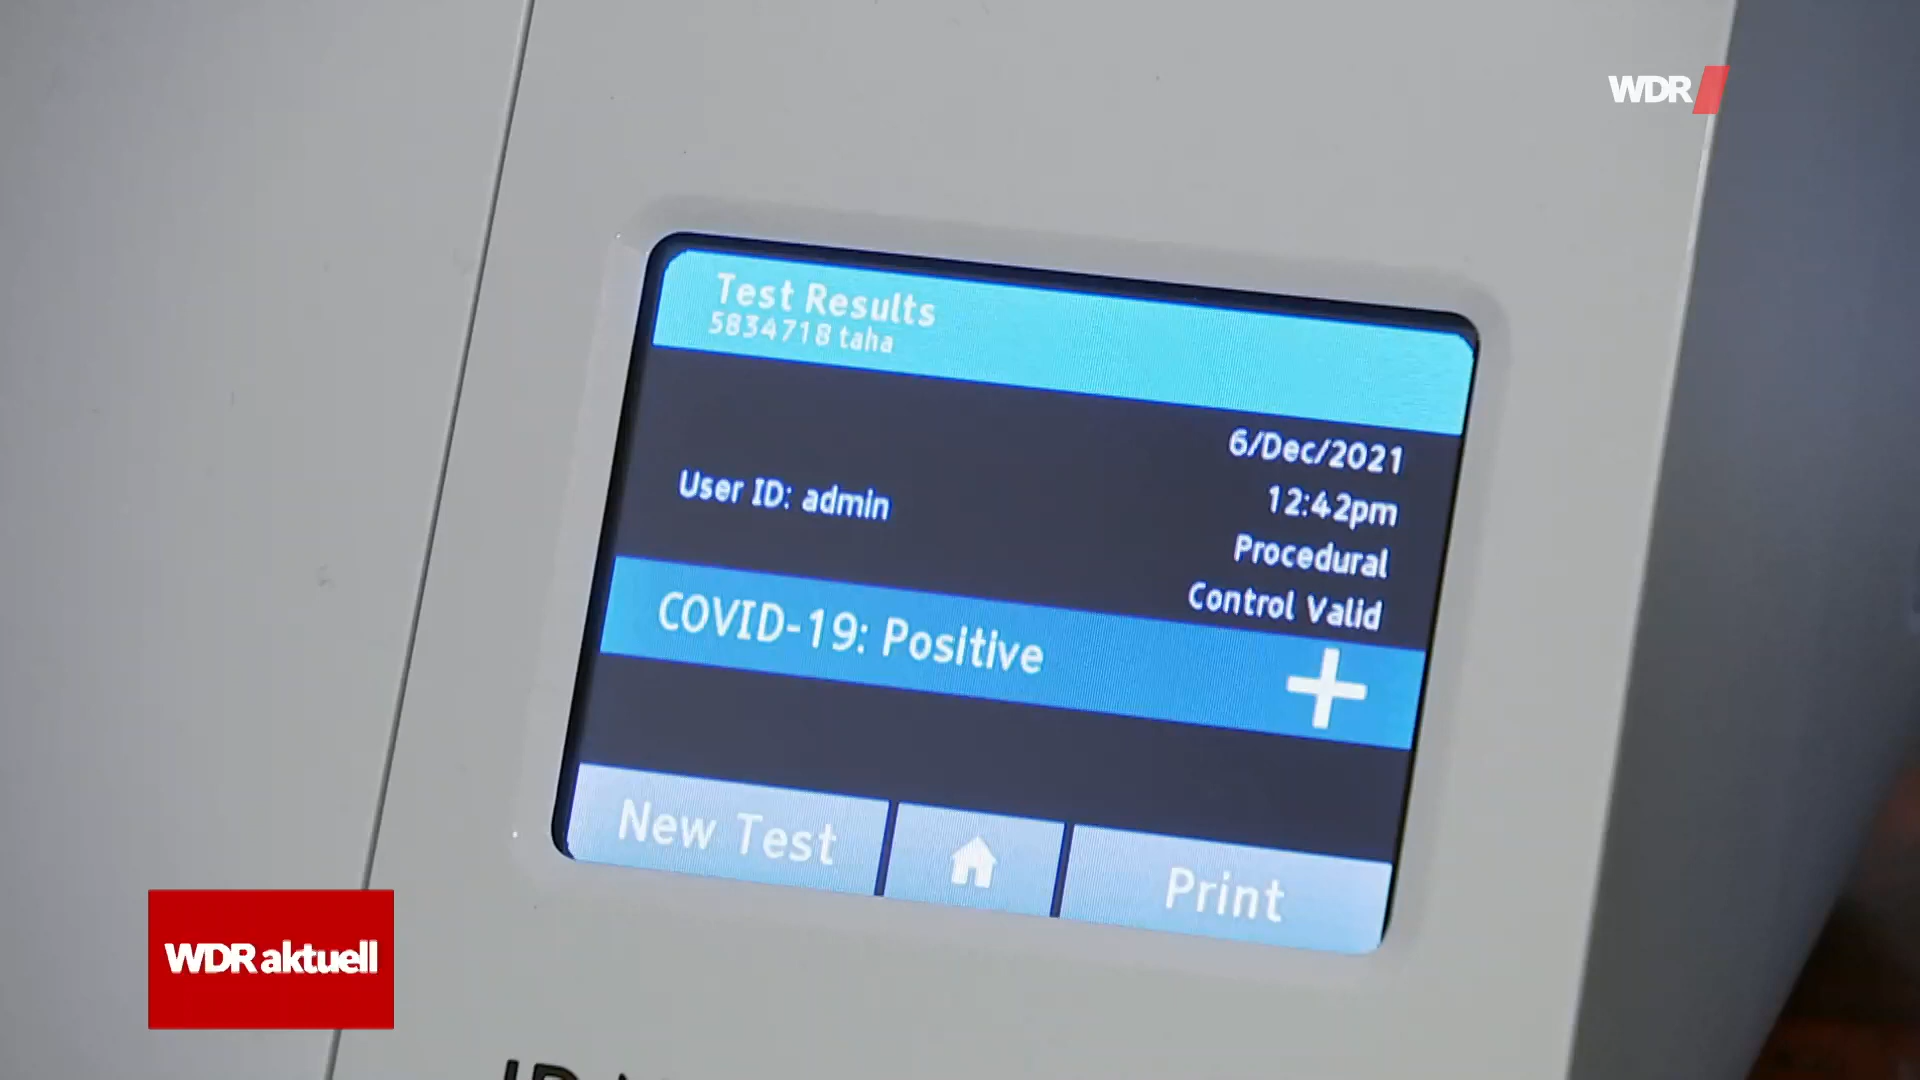 WDR
Test Results
5834718 taha
6/Dec/2021
12:42pm
User ID: admin
Procedural
Control Valid
COVID-19: Positive
New Test
Print
WDR aktuell